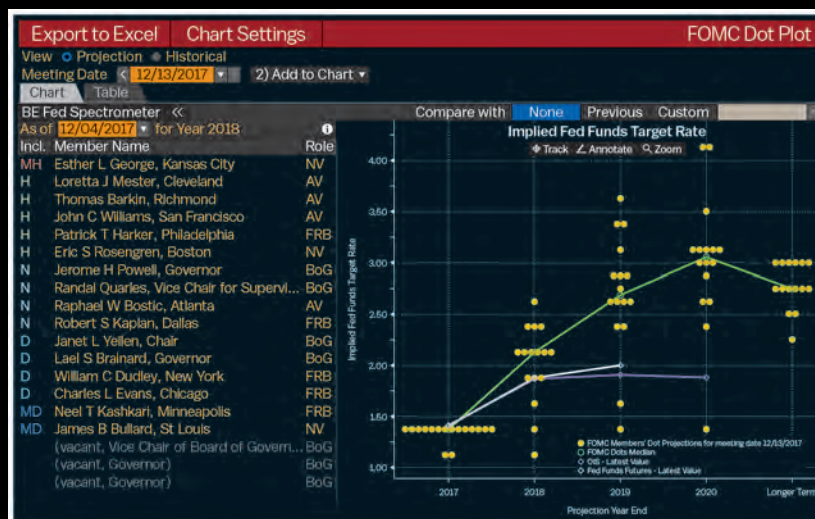 Export to Excel Chart Settings FOMC Dot Plot
View Projection Historical
Meeting Date < 12/13/2017 2) Add to Chart
Chart Table
BE Fed Spectrometer << Compare with None Previous Custom
As of 12/04/2017 for Year 2018
Incl. Member Name Role
MH Esther L George, Kansas City NV
H Loretta J Mester, Cleveland AV
H Thomas Barkin, Richmond AV
H John C Williams, San Francisco AV
H Patrick T Harker, Philadelphia FRB
H Eric S Rosengren, Boston NV
N Jerome H Powell, Governor BoG
N Randal Quarles, Vice Chair for Supervi... BoG
N Raphael W Bostic, Atlanta AV
N Robert S Kaplan, Dallas FRB
D Janet L Yellen, Chair BoG
D Lael S Brainard, Governor BoG
D William C Dudley, New York FRB
D Charles L Evans, Chicago FRB
MD Neel T Kashkari, Minneapolis FRB
MD James B Bullard, St Louis NV
(vacant, Vice Chair of Board of Govern... BoG
(vacant, Governor) BoG
(vacant, Governor) BoG
Implied Fed Funds Target Rate
Track Annotate Zoom
Implied Fed Funds Target Rate
4.00
3.50
3.00
2.50
2.00
1.50
1.00
FOMC Members' Dot Projections for meeting date 12/13/2017
FOMC Dots Median
OIS - Latest Value
Fed Funds Futures - Latest Value
2017 2018 2019 2020 Longer Term
Projection Year End